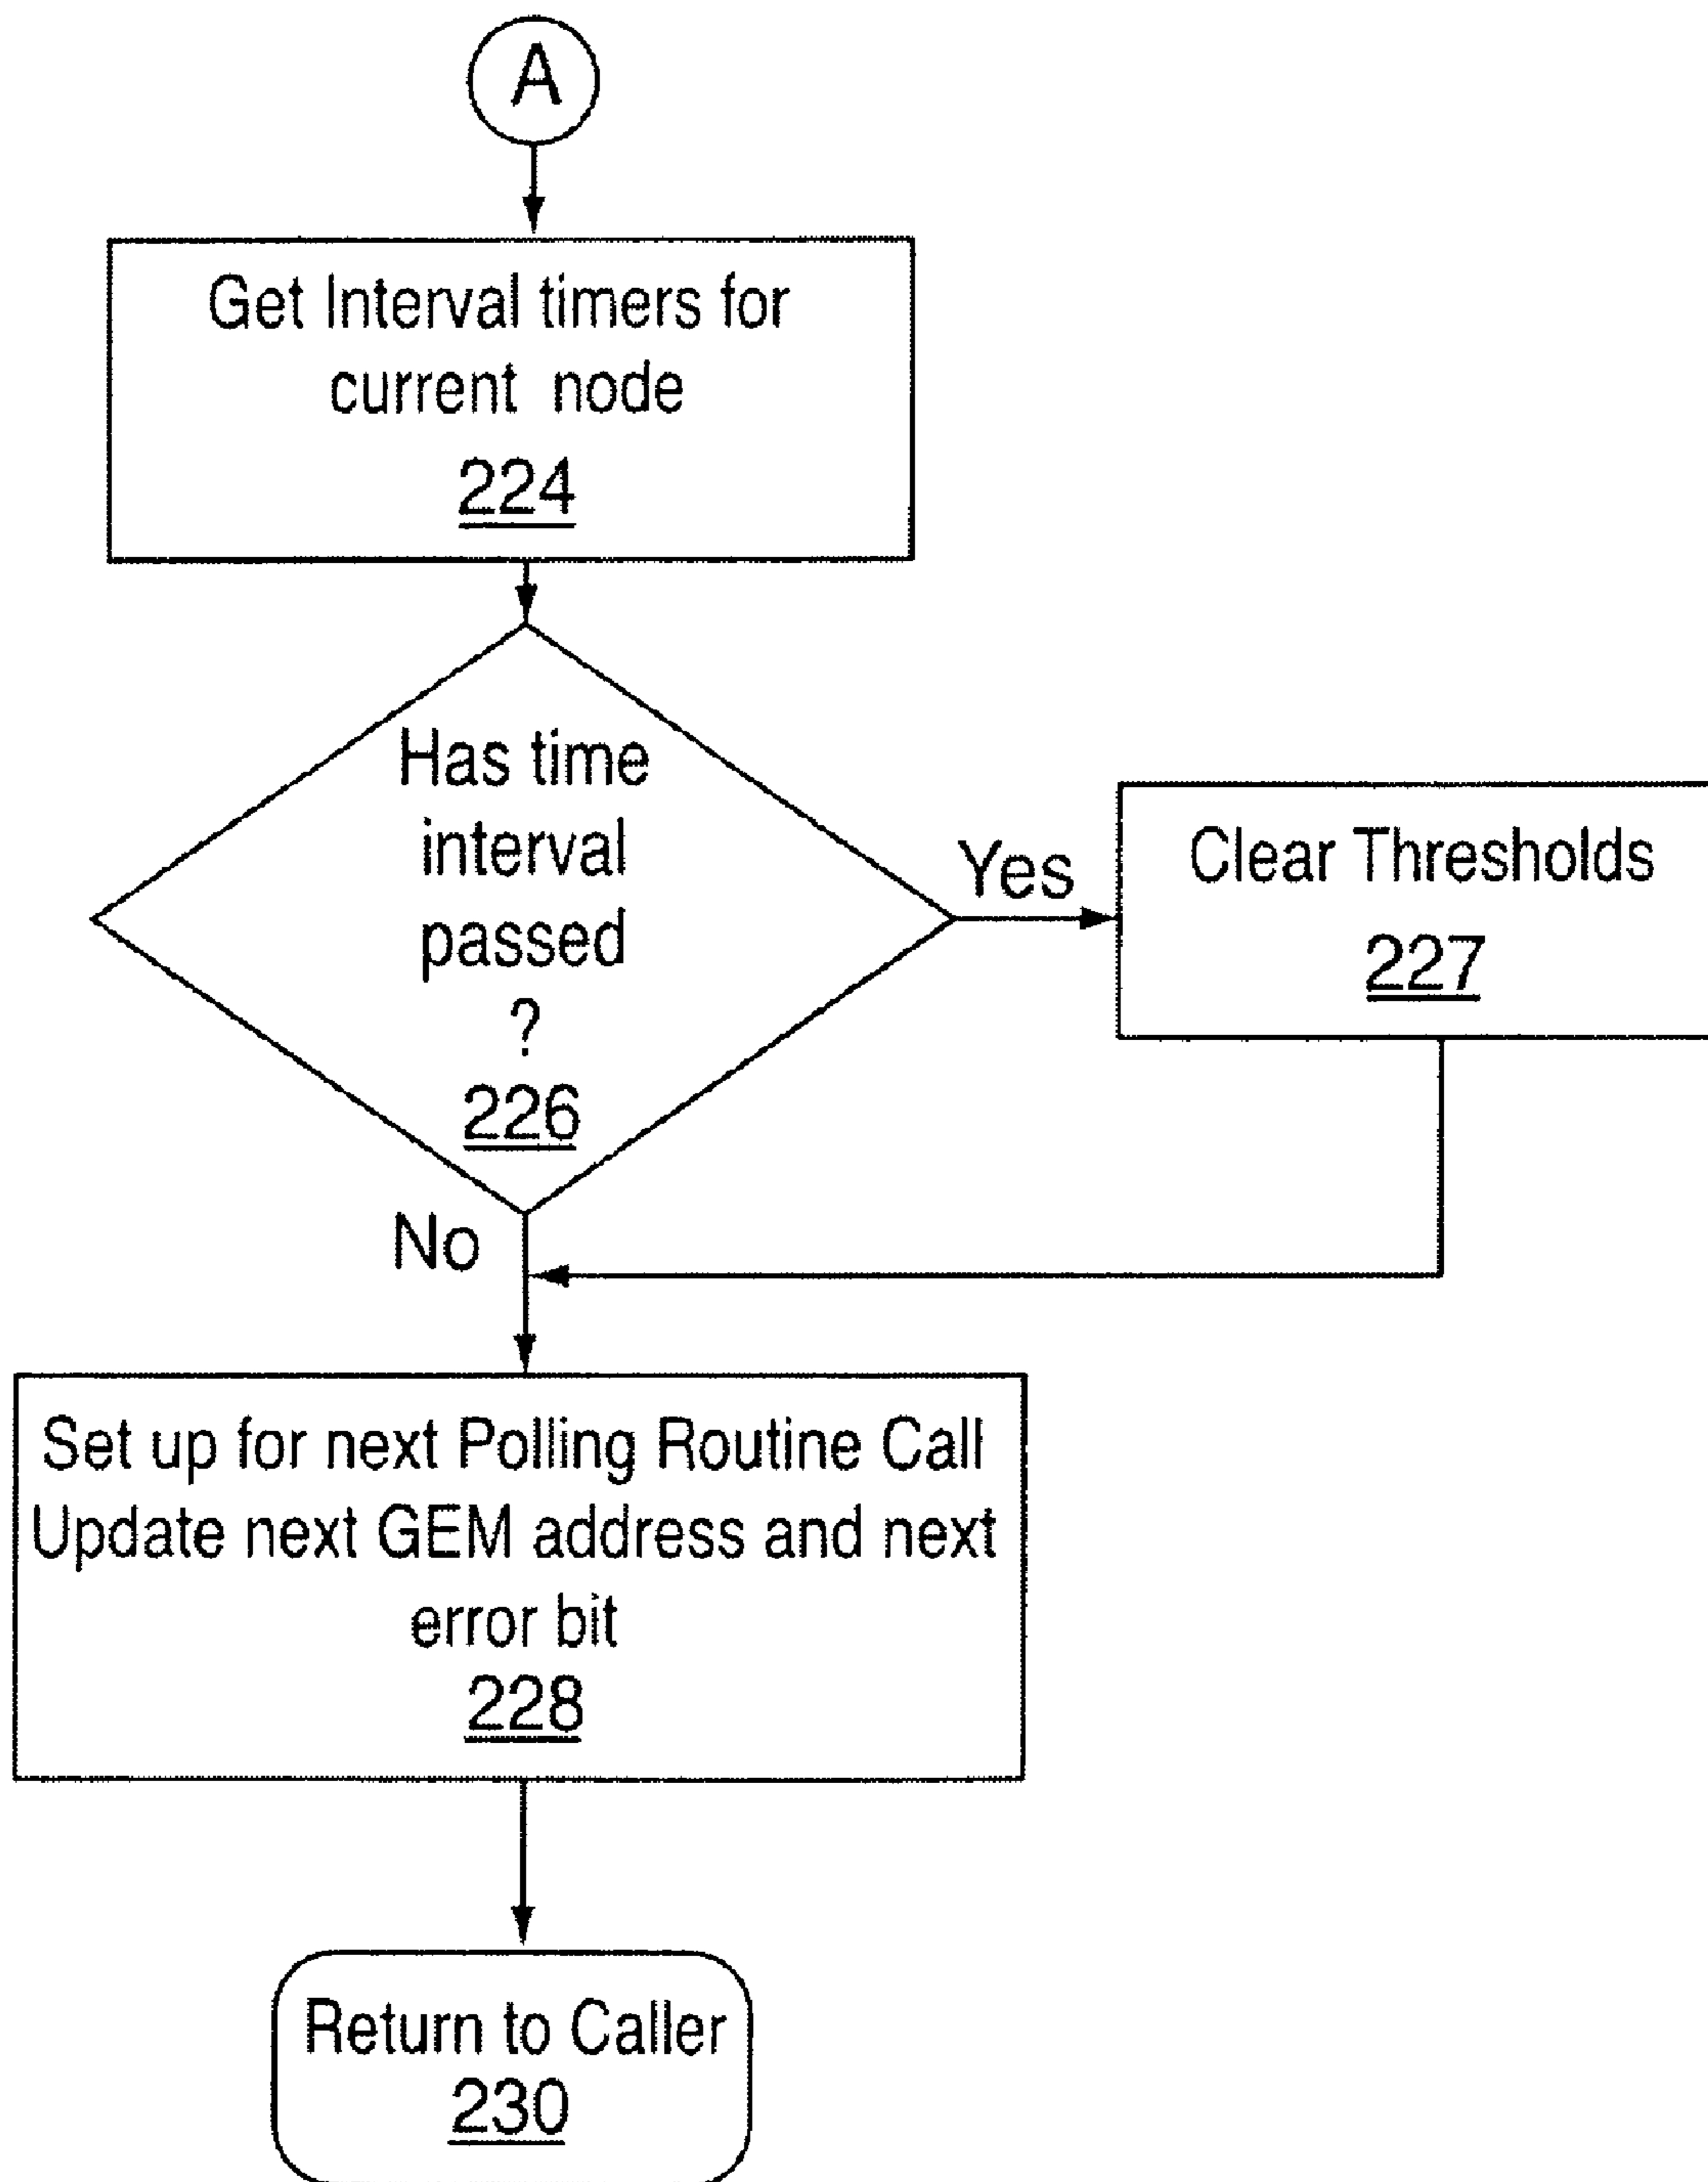 A
Get Interval timers for
current node
224
Has time
interval
passed
?
226
Yes
Clear Thresholds
227
No
Set up for next Polling Routine Call
Update next GEM address and next
error bit
228
Return to Caller
230